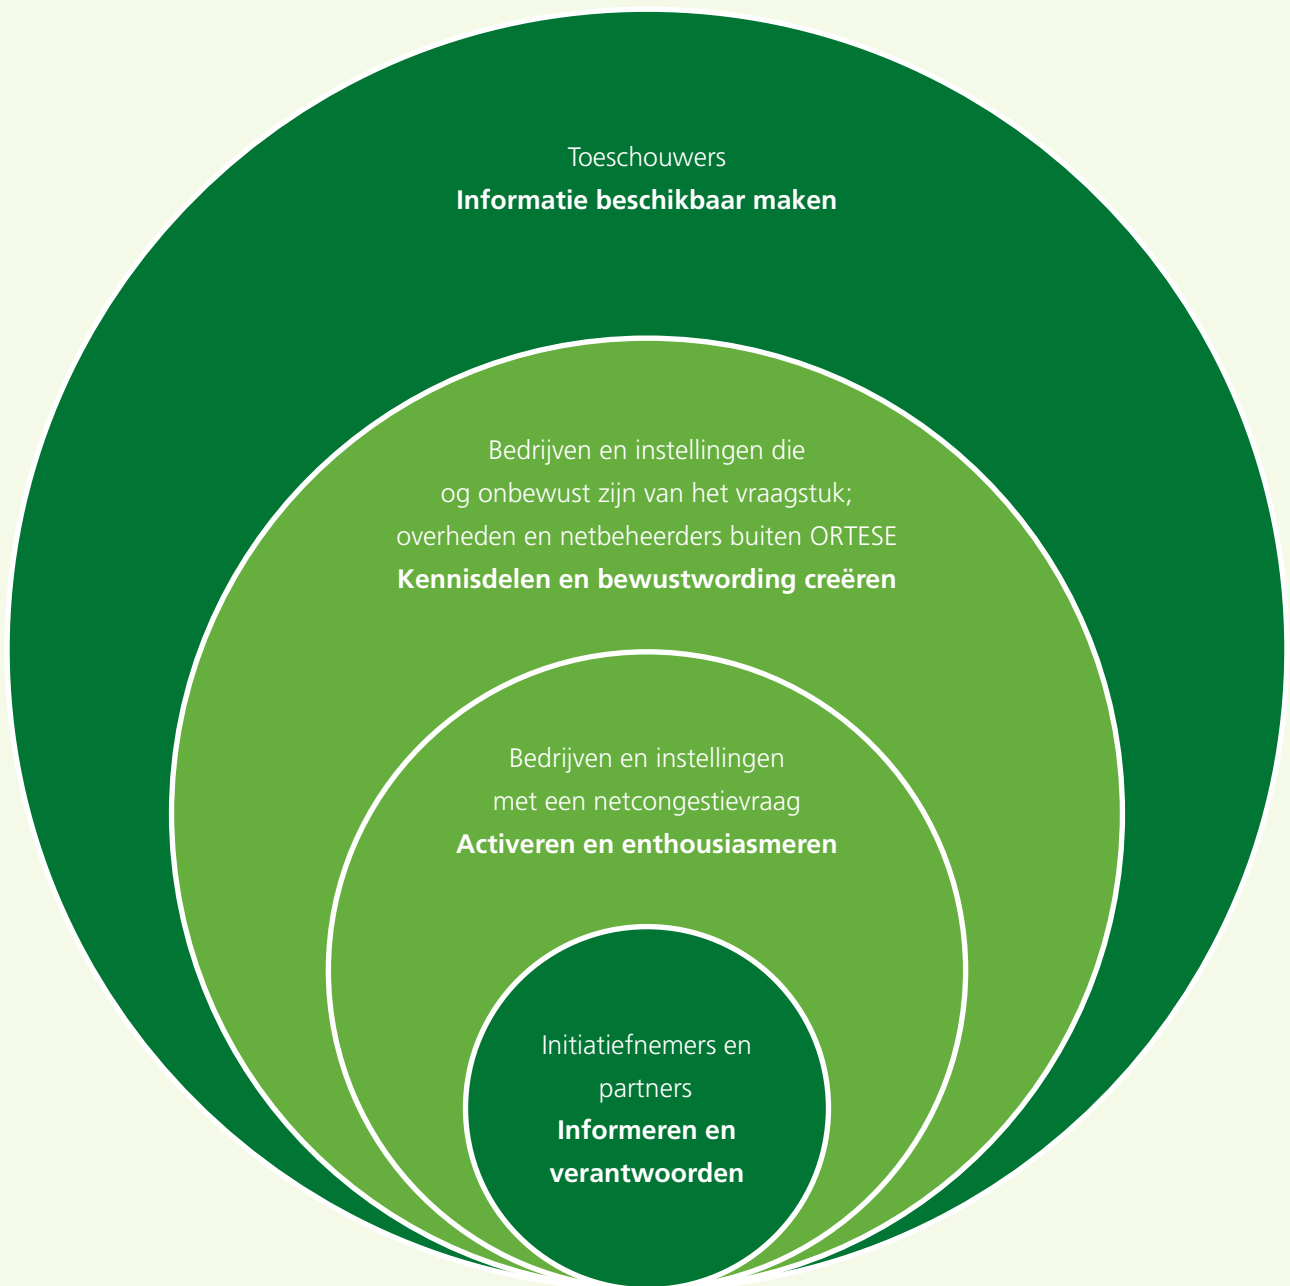 Toeschouwers
Informatie beschikbaar maken
Bedrijven en instellingen die
og onbewust zijn van het vraagstuk;
overheden en netbeheerders buiten ORTESE
Kennisdelen en bewustwording creëren
Bedrijven en instellingen
met een netcongestievraag
Activeren en enthousiasmeren
Initiatiefnemers en
partners
Informeren en
verantwoorden